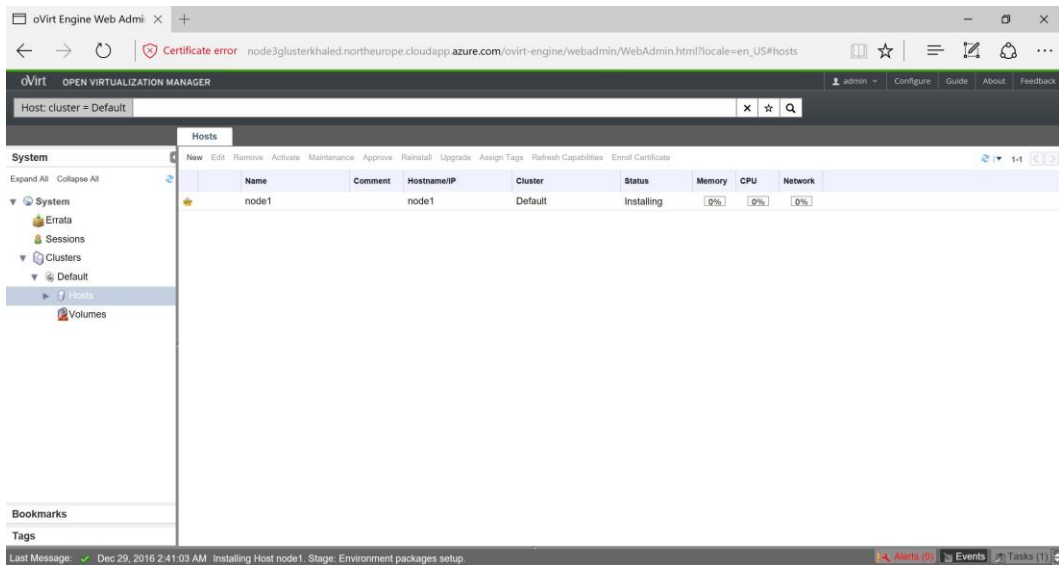 oVirt Engine Web Admi
Certificate error node3glusterkhaled.northeurope.cloudapp.azure.com/ovirt-engine/webadmin/WebAdmin.html?locale=en_US#hosts
oVirt OPEN VIRTUALIZATION MANAGER admin Configure Guide About Feedback
Host: cluster = Default
Hosts
System New Edit Remove Activate Maintenance Approve Reinstall Upgrade Assign Tags Refresh Capabilities Enroll Certificate 1-1
Expand All Collapse All Name Comment Hostname/IP Cluster Status Memory CPU Network
System node1 node1 Default Installing 0% 0% 0%
Errata
Sessions
Clusters
Default
Hosts
Volumes
Bookmarks
Tags
Last Message: Dec 29, 2016 2:41:03 AM Installing Host node1. Stage: Environment packages setup. Alerts (0) Events Tasks (1)